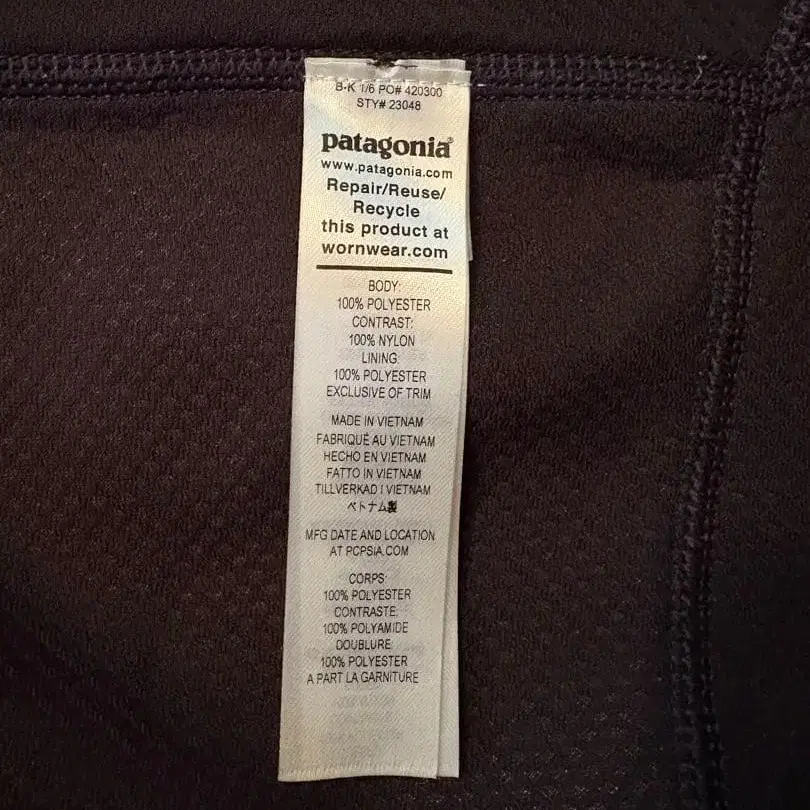 B-K 1/6 PO# 420300
STY# 23048
patagonia®
www.patagonia.com
Repair/Reuse/
Recycle
this product at
wornwear.com
BODY:
100% POLYESTER
CONTRAST:
100% NYLON
LINING:
100% POLYESTER
EXCLUSIVE OF TRIM
MADE IN VIETNAM
FABRIQUÉ AU VIETNAM
HECHO EN VIETNAM
FATTO IN VIETNAM
TILLVERKAD I VIETNAM
ベトナム製
MFG DATE AND LOCATION
AT PCPSIA.COM
CORPS:
100% POLYESTER
CONTRASTE:
100% POLYAMIDE
DOUBLURE:
100% POLYESTER
A PART LA GARNITURE